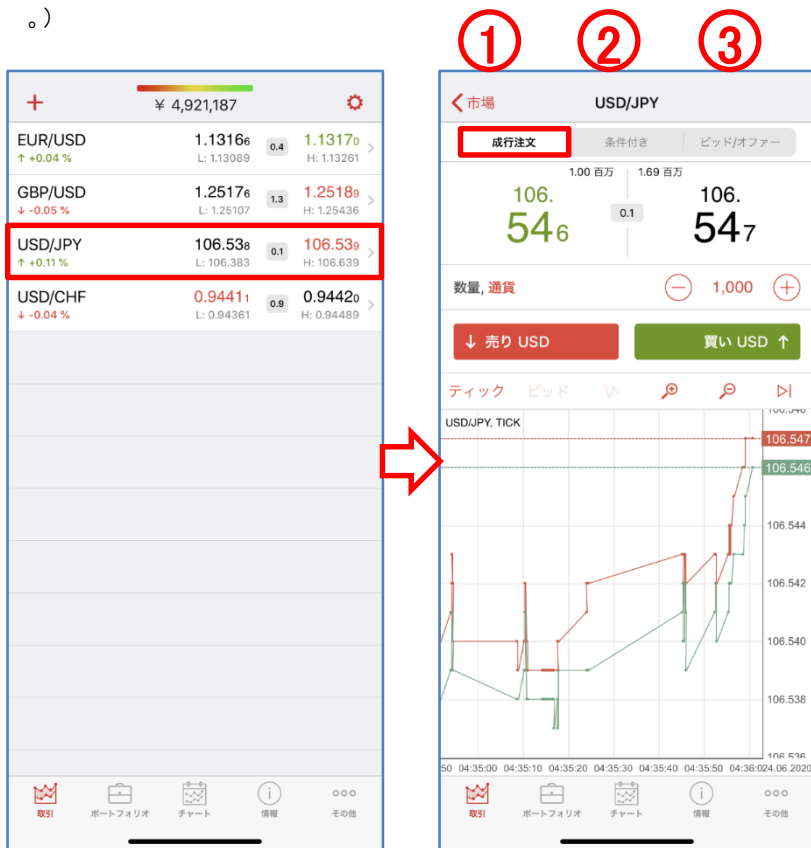 。)
① ② ③
+ ¥ 4,921,187
EUR/USD 1.13166 0.4 1.13170
↑ +0.04 % L: 1.13089 H: 1.13261
GBP/USD 1.25176 1.3 1.25189
↓ -0.05 % L: 1.25107 H: 1.25436
USD/JPY 106.538 0.1 106.539
↑ +0.11 % L: 106.383 H: 106.639
USD/CHF 0.94411 0.9 0.94420
↓ -0.04 % L: 0.94361 H: 0.94489
取引 ポートフォリオ チャート 情報 その他
市場 USD/JPY
成行注文 条件付き ビッド/オファー
1.00 百万 1.69 百万
106. 106.
546 0.1 547
数量, 通貨 1,000
↓ 売り USD 買い USD ↑
ティック ビッド
USD/JPY, TICK
106.547
106.546
106.544
106.542
106.540
106.538
106.536
50 04:35:00 04:35:10 04:35:20 04:35:30 04:35:40 04:35:50 04:36:024.06.2020
取引 ポートフォリオ チャート 情報 その他